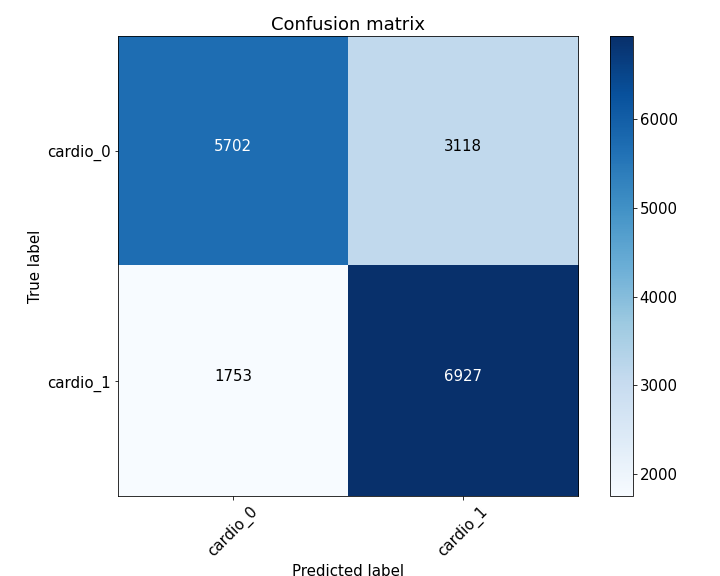 Confusion matrix
True label
cardio_0
5702
3118
cardio_1
1753
6927
cardio_0
cardio_1
Predicted label
6000
5000
4000
3000
2000